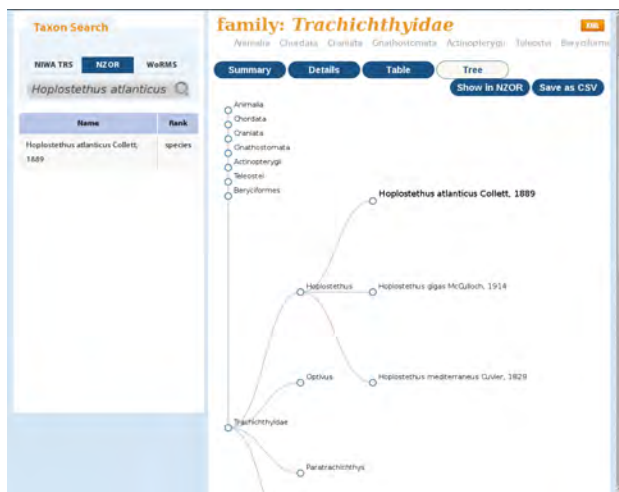 Taxon Search
NIWA TRS NZOR WoRMS
Hoplostethus atlanticus
Name Rank
Hoplostethus atlanticus Collett, species
1889
family: Trachichthyidae
XML
Animalia Chordata Craniata Gnathostomata Actinopterygii Teleostei Beryciforme
Summary Details Table Tree
Show in NZOR Save as CSV
Animalia
Chordata
Craniata
Gnathostomata
Actinopterygii
Teleostei
Beryciformes
Hoplostethus atlanticus Collett, 1889
Hoplostethus Hoplostethus gigas McCulloch, 1914
Optivus Hoplostethus mediterraneus Cuvier, 1829
Trachichthyidae
Paratrachichthys